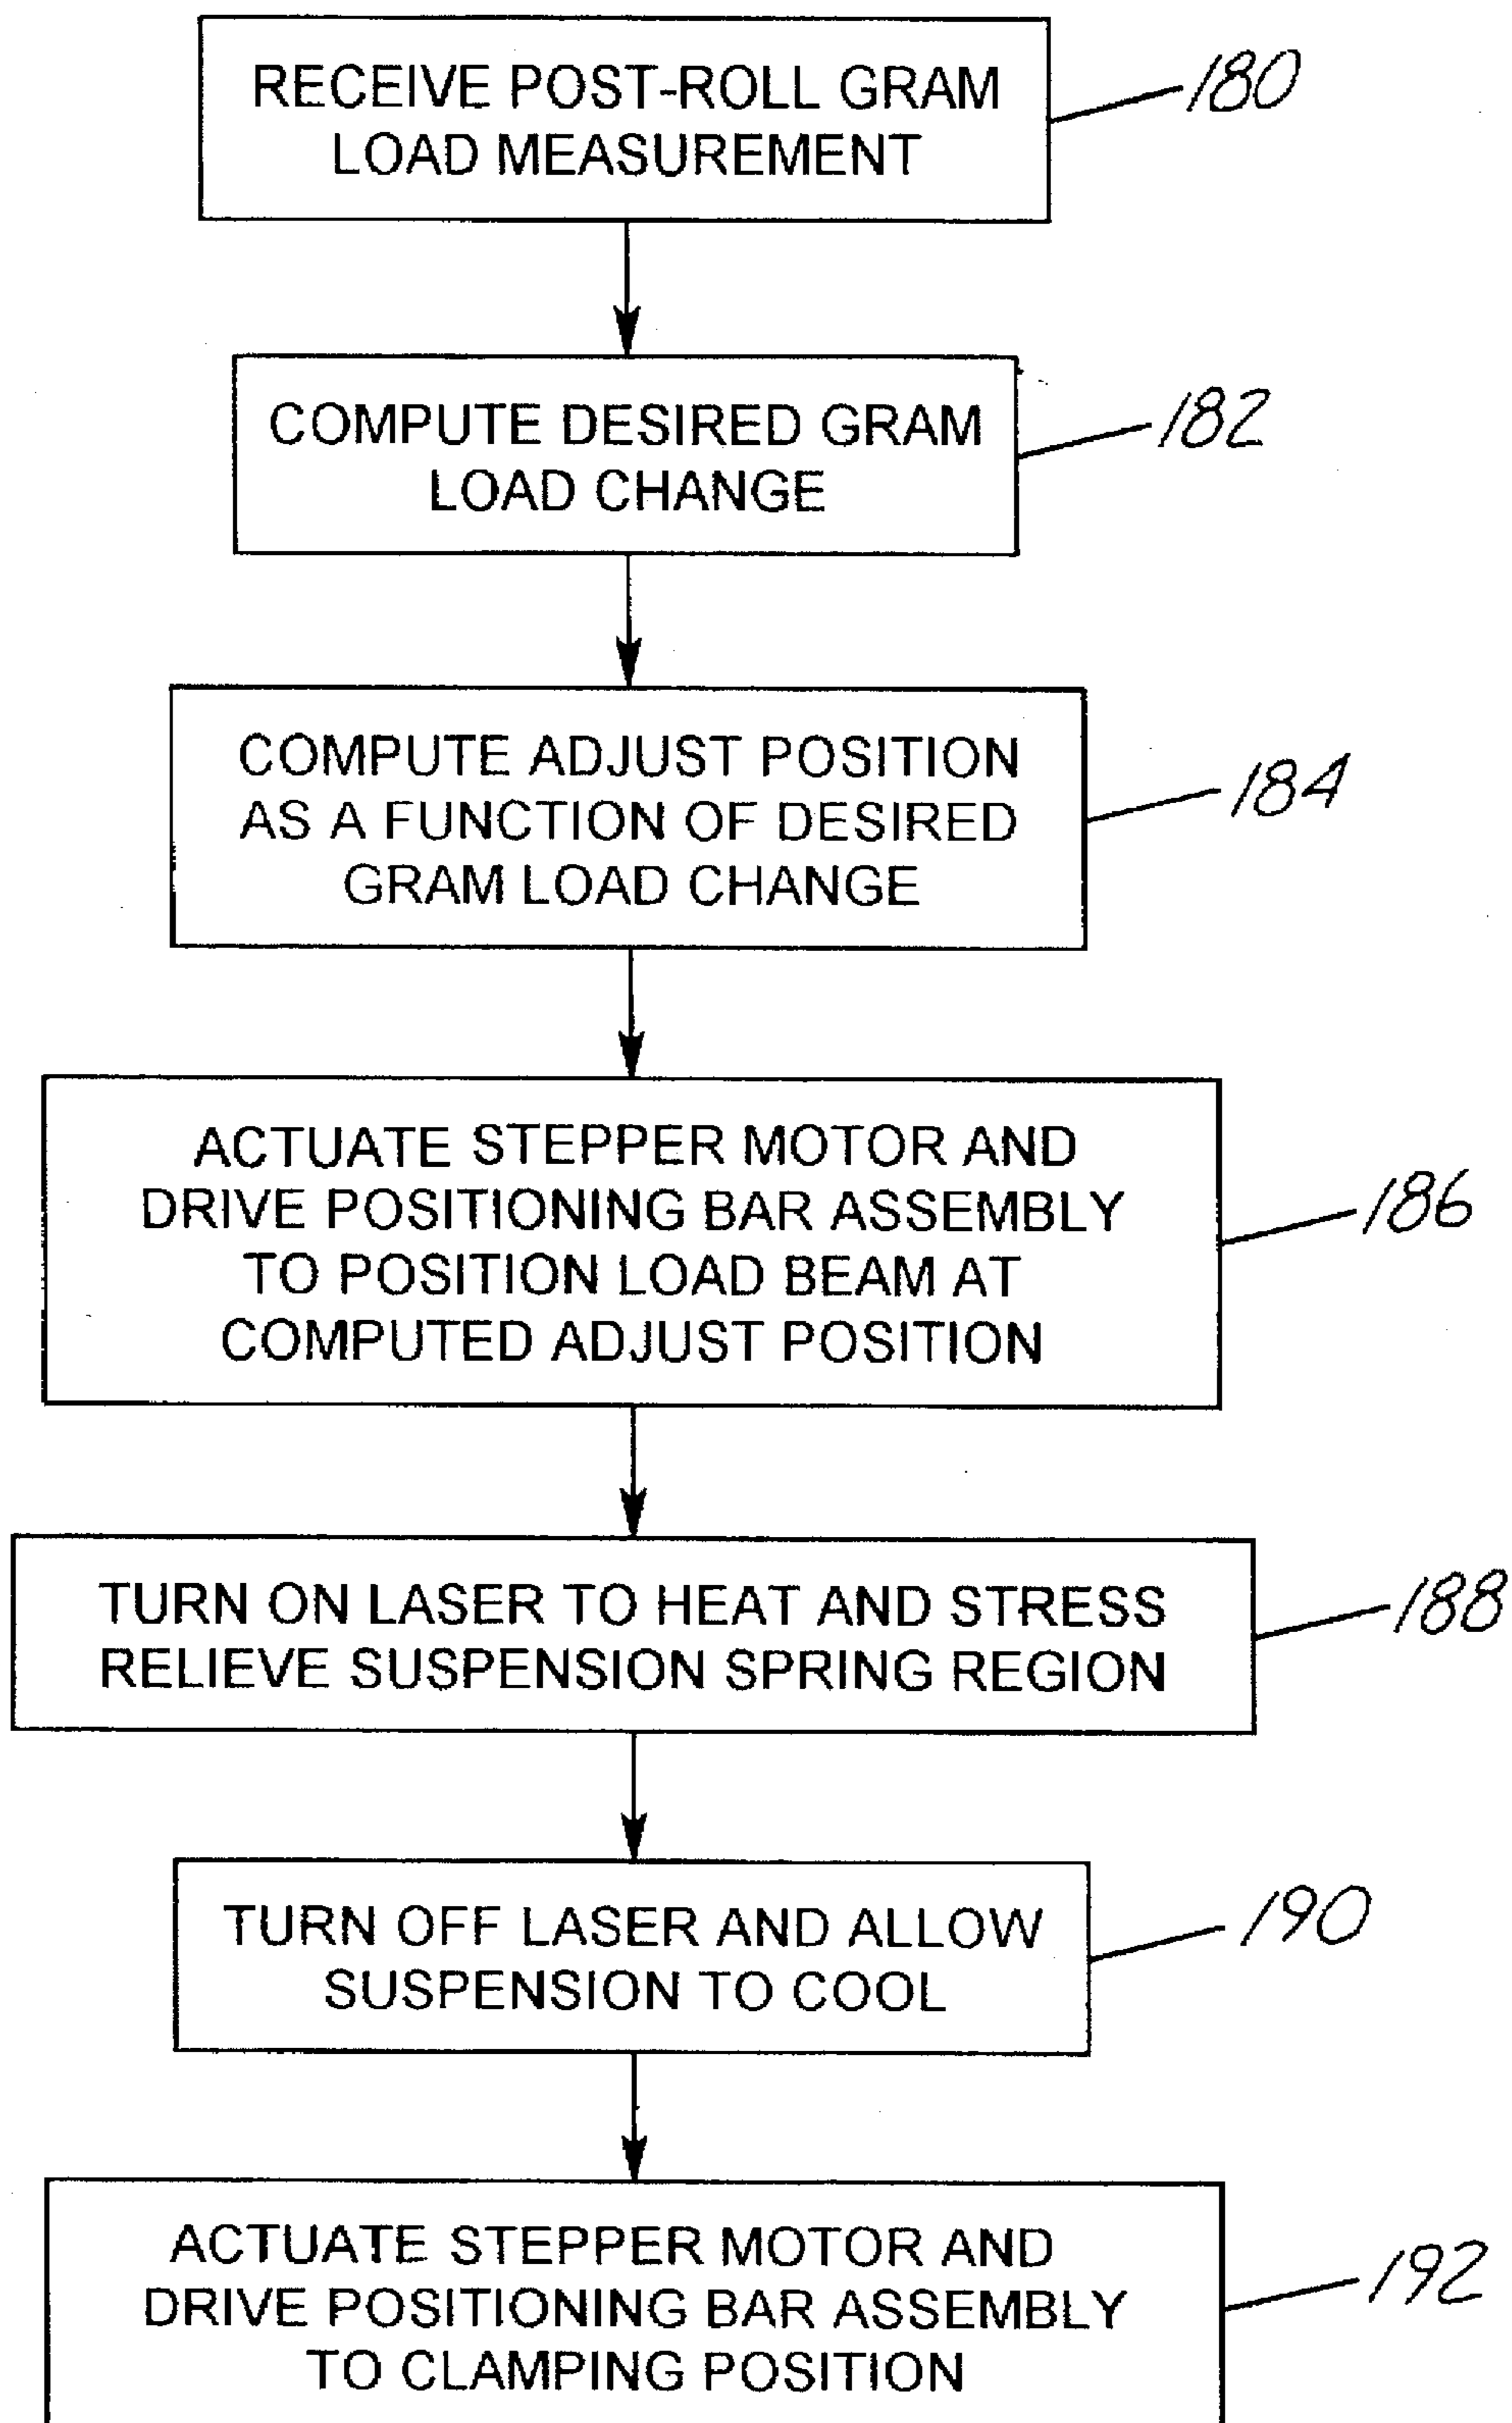 RECEIVE POST-ROLL GRAM
LOAD MEASUREMENT
180
COMPUTE DESIRED GRAM
LOAD CHANGE
182
COMPUTE ADJUST POSITION
AS A FUNCTION OF DESIRED
GRAM LOAD CHANGE
184
ACTUATE STEPPER MOTOR AND
DRIVE POSITIONING BAR ASSEMBLY
TO POSITION LOAD BEAM AT
COMPUTED ADJUST POSITION
186
TURN ON LASER TO HEAT AND STRESS
RELIEVE SUSPENSION SPRING REGION
188
TURN OFF LASER AND ALLOW
SUSPENSION TO COOL
190
ACTUATE STEPPER MOTOR AND
DRIVE POSITIONING BAR ASSEMBLY
TO CLAMPING POSITION
192